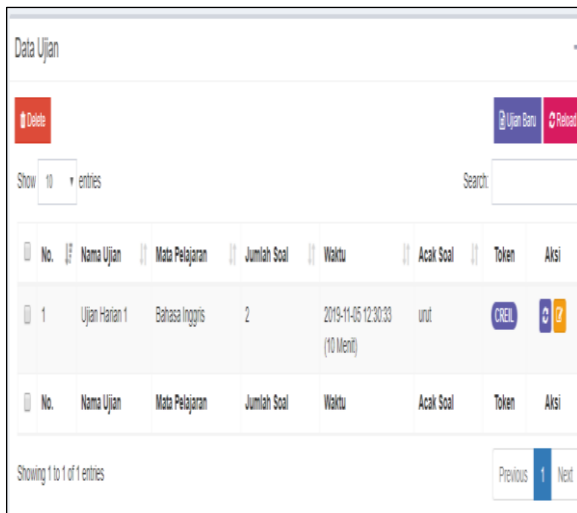 Data Ujian
Delete Ujian Baru Reload
Show 10 entries Search:
No. Nama Ujian Mata Pelajaran Jumlah Soal Waktu Acak Soal Token Aksi
1 Ujian Harian 1 Bahasa Inggris 2 2019-11-05 12:30:33 urut CREIL
(10 Menit)
No. Nama Ujian Mata Pelajaran Jumlah Soal Waktu Acak Soal Token Aksi
Showing 1 to 1 of 1 entries Previous 1 Next